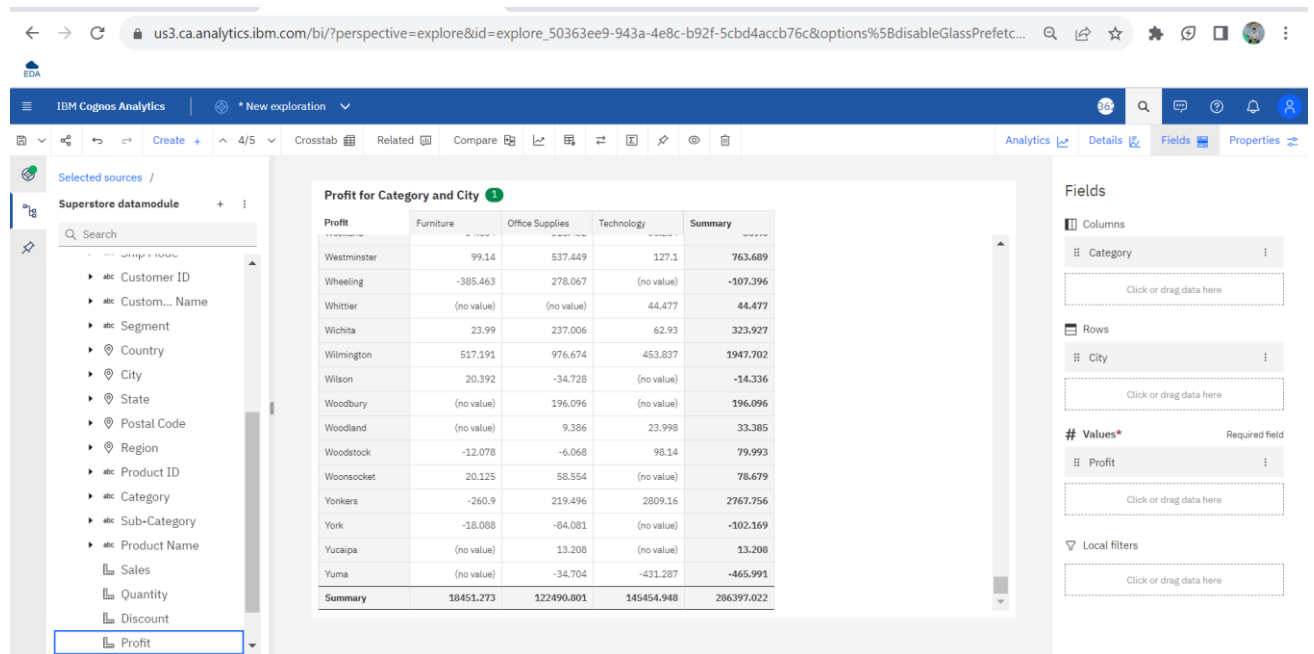 us3.ca.analytics.ibm.com/bi/?perspective=explore&id=explore_50363ee9-943a-4e8c-b92f-5cbd4accb76c&options%5BdisableGlassPrefetc...
EDA
IBM Cognos Analytics * New exploration
Create + 4/5 Crosstab Related Compare Analytics Details Fields Properties
Selected sources /
Superstore datamodule
Search
Customer ID
Custom... Name
Segment
Country
City
State
Postal Code
Region
Product ID
Category
Sub-Category
Product Name
Sales
Quantity
Discount
Profit
Profit for Category and City 1
Profit Furniture Office Supplies Technology Summary
Westminster 99.14 537.449 127.1 763.689
Wheeling -385.463 278.067 (no value) -107.396
Whittier (no value) (no value) 44.477 44.477
Wichita 23.99 237.006 62.93 323.927
Wilmington 517.191 976.674 453.837 1947.702
Wilson 20.392 -34.728 (no value) -14.336
Woodbury (no value) 196.096 (no value) 196.096
Woodland (no value) 9.386 23.998 33.385
Woodstock -12.078 -6.068 98.14 79.993
Woonsocket 20.125 58.554 (no value) 78.679
Yonkers -260.9 219.496 2809.16 2767.756
York -18.088 -84.081 (no value) -102.169
Yucaipa (no value) 13.208 (no value) 13.208
Yuma (no value) -34.704 -431.287 -465.991
Summary 18451.273 122490.801 145454.948 286397.022
Fields
Columns
Category
Click or drag data here
Rows
City
Click or drag data here
# Values* Required field
Profit
Click or drag data here
Local filters
Click or drag data here